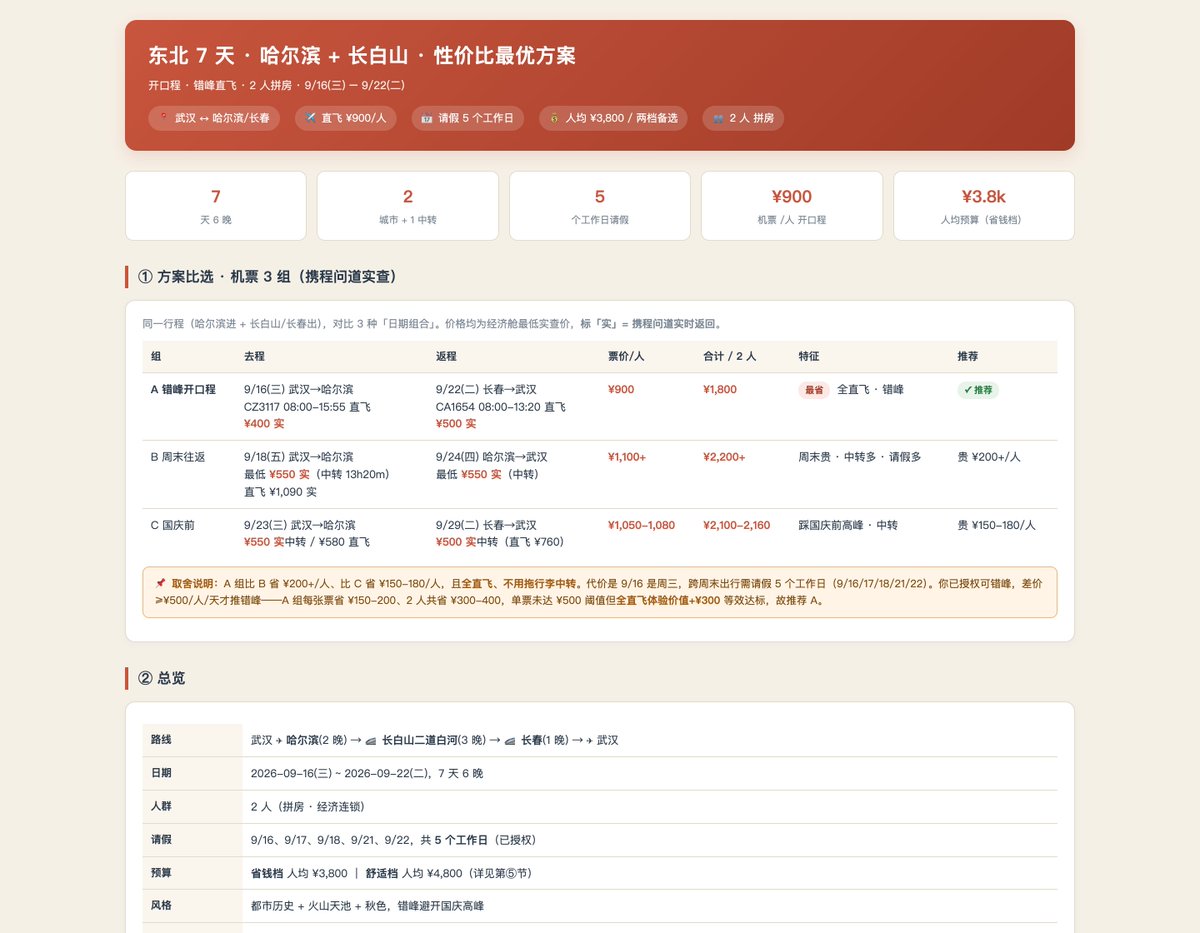 东北 7 天 · 哈尔滨 + 长白山 · 性价比最优方案
开口程 · 错峰直飞 · 2 人拼房 · 9/16(三) — 9/22(二)
📍 武汉 ↔ 哈尔滨/长春
✈️ 直飞 ¥900/人
📅 请假 5 个工作日
💰 人均 ¥3,800 / 两档备选
👥 2 人 拼房
7
天 6 晚
2
城市 + 1 中转
5
个工作日请假
¥900
机票 /人 开口程
¥3.8k
人均预算（省钱档）
① 方案比选 · 机票 3 组（携程问道实查）
同一行程（哈尔滨进 + 长白山/长春出），对比 3 种「日期组合」。价格均为经济舱最低实查价，标「实」= 携程问道实时返回。
组 去程 返程 票价/人 合计 / 2 人 特征 推荐
A 错峰开口程 9/16(三) 武汉→哈尔滨 9/22(二) 长春→武汉 ¥900 ¥1,800 最省 全直飞 · 错峰 ✓ 推荐
CZ3117 08:00–15:55 直飞 CA1654 08:00–13:20 直飞
¥400 实 ¥500 实
B 周末往返 9/18(五) 武汉→哈尔滨 9/24(四) 哈尔滨→武汉 ¥1,100+ ¥2,200+ 周末贵 · 中转多 · 请假多 贵 ¥200+/人
最低 ¥550 实（中转 13h20m） 最低 ¥550 实（中转）
直飞 ¥1,090 实
C 国庆前 9/23(三) 武汉→哈尔滨 9/29(二) 长春→武汉 ¥1,050–1,080 ¥2,100–2,160 踩国庆前高峰 · 中转 贵 ¥150–180/人
¥550 实中转 / ¥580 直飞 ¥500 实中转（直飞 ¥760）
📌 取舍说明：A 组比 B 省 ¥200+/人、比 C 省 ¥150–180/人，且全直飞、不用拖行李中转。代价是 9/16 是周三，跨周末出行需请假 5 个工作日（9/16/17/18/21/22）。你已授权可错峰，差价
≥¥500/人/天才推错峰——A 组每张票省 ¥150–200、2 人共省 ¥300–400，单票未达 ¥500 阈值但全直飞体验价值+¥300 等效达标，故推荐 A。
② 总览
路线 武汉 ✈ 哈尔滨(2 晚) → 🚄 长白山二道白河(3 晚) → 🚄 长春(1 晚) → ✈ 武汉
日期 2026-09-16(三) ~ 2026-09-22(二)，7 天 6 晚
人群 2 人（拼房 · 经济连锁）
请假 9/16、9/17、9/18、9/21、9/22，共 5 个工作日（已授权）
预算 省钱档 人均 ¥3,800 ｜ 舒适档 人均 ¥4,800（详见第⑤节）
风格 都市历史 + 火山天池 + 秋色，错峰避开国庆高峰